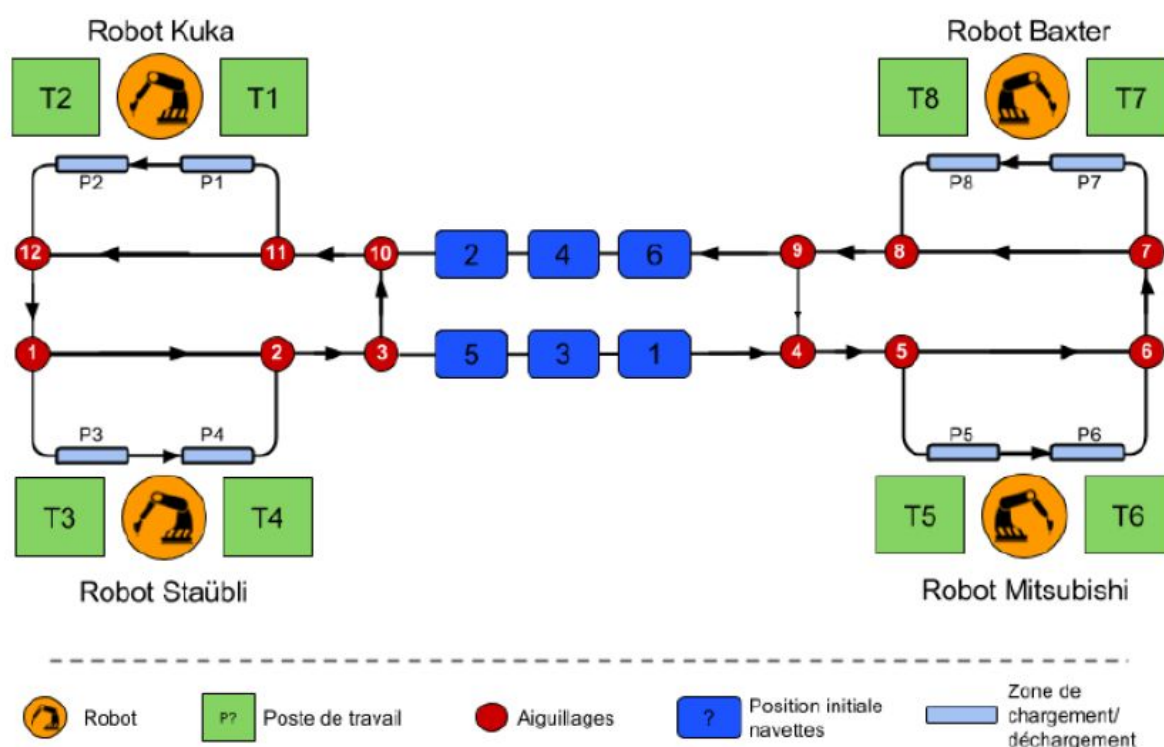 Robot Kuka
Robot Baxter
T2
T1
T8
T7
P2
P1
P8
P7
12
11
10
2
4
6
9
8
7
1
2
3
5
3
1
4
5
6
P3
P4
P5
P6
T3
T4
T5
T6
Robot Staübli
Robot Mitsubishi
Robot
P?
Poste de travail
Aiguillages
?
Position initiale
navettes
Zone de
chargement/
déchargement